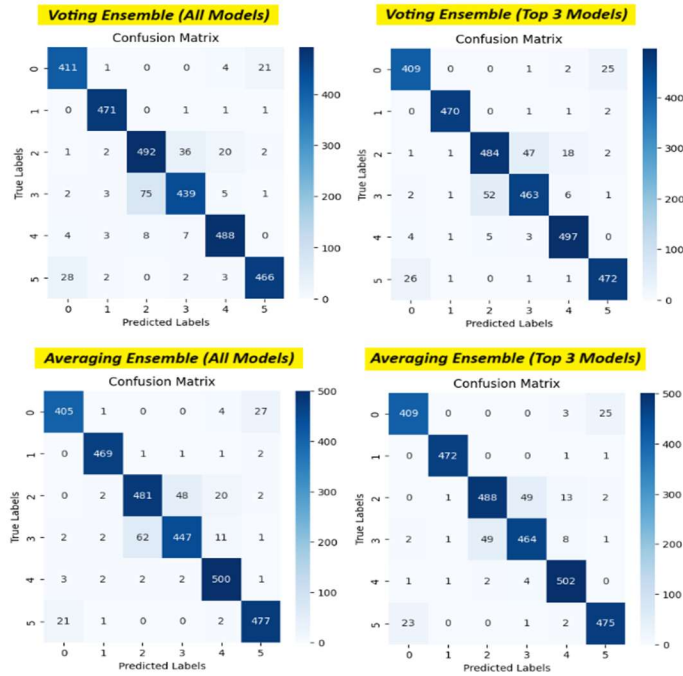 Voting Ensemble (All Models)
Confusion Matrix
0 411 1 0 0 4 21
1 0 471 0 1 1 1
2 1 2 492 36 20 2
3 2 3 75 439 5 1
4 4 3 8 7 488 0
5 28 2 0 2 3 466
0 1 2 3 4 5
Predicted Labels
True Labels
400
300
200
100
0
Voting Ensemble (Top 3 Models)
Confusion Matrix
0 409 0 0 1 2 25
1 0 470 0 1 1 2
2 1 1 484 47 18 2
3 2 1 52 463 6 1
4 4 1 5 3 497 0
5 26 1 0 1 1 472
0 1 2 3 4 5
Predicted Labels
True Labels
400
300
200
100
0
Averaging Ensemble (All Models)
Confusion Matrix
0 405 1 0 0 4 27
1 0 469 1 1 1 2
2 0 2 481 48 20 2
3 2 2 62 447 11 1
4 3 2 2 2 500 1
5 21 1 0 0 2 477
0 1 2 3 4 5
Predicted Labels
True Labels
500
400
300
200
100
0
Averaging Ensemble (Top 3 Models)
Confusion Matrix
0 409 0 0 0 3 25
1 0 472 0 0 1 1
2 0 1 488 49 13 2
3 2 1 49 464 8 1
4 1 1 2 4 502 0
5 23 0 0 1 2 475
0 1 2 3 4 5
Predicted Labels
True Labels
500
400
300
200
100
0